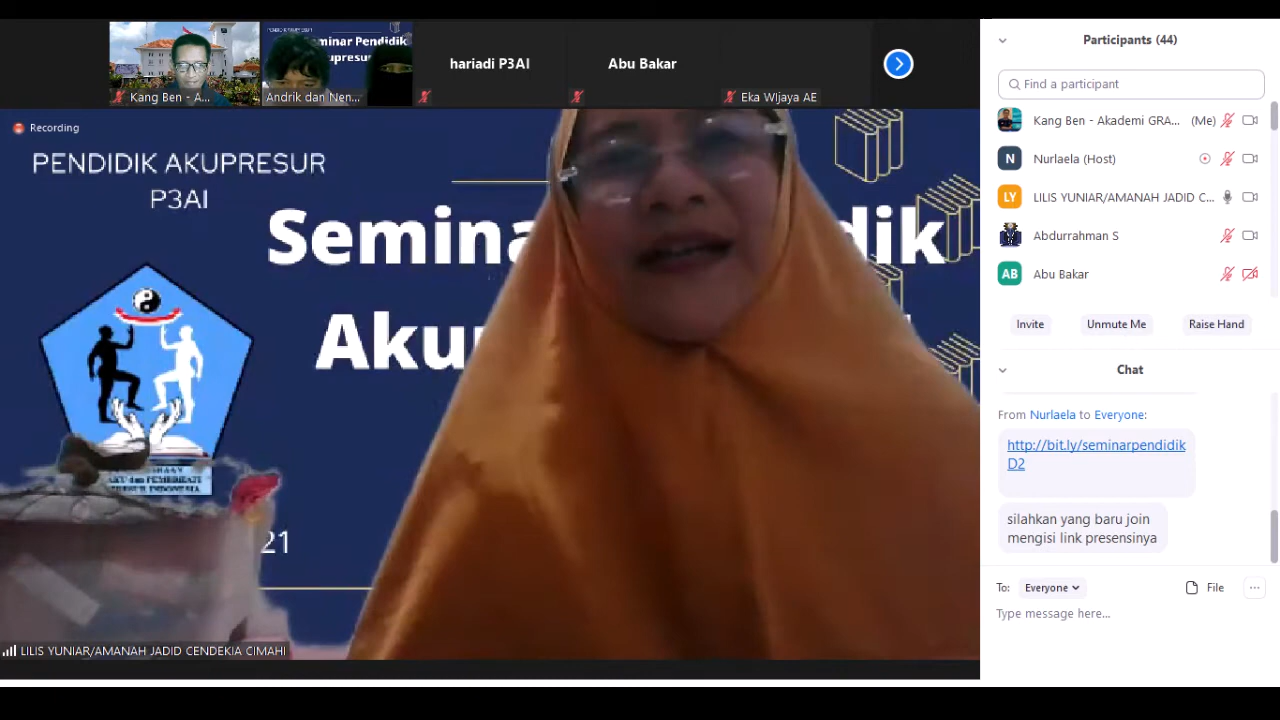 Kang Ben - A...
Andrik dan Nen...
hariadi P3AI
Abu Bakar
Eka Wijaya AE
Recording
PENDIDIK AKUPRESUR
P3AI
Participants (44)
Find a participant
Kang Ben - Akademi GRA... (Me)
N Nurlaela (Host)
LY LILIS YUNIAR/AMANAH JADID C...
Abdurrahman S
AB Abu Bakar
Invite Unmute Me Raise Hand
Chat
From Nurlaela to Everyone:
http://bit.ly/seminarpendidik
D2
silahkan yang baru join
mengisi link presensinya
To: Everyone File ...
Type message here...
21
LILIS YUNIAR/AMANAH JADID CENDEKIA CIMAHI